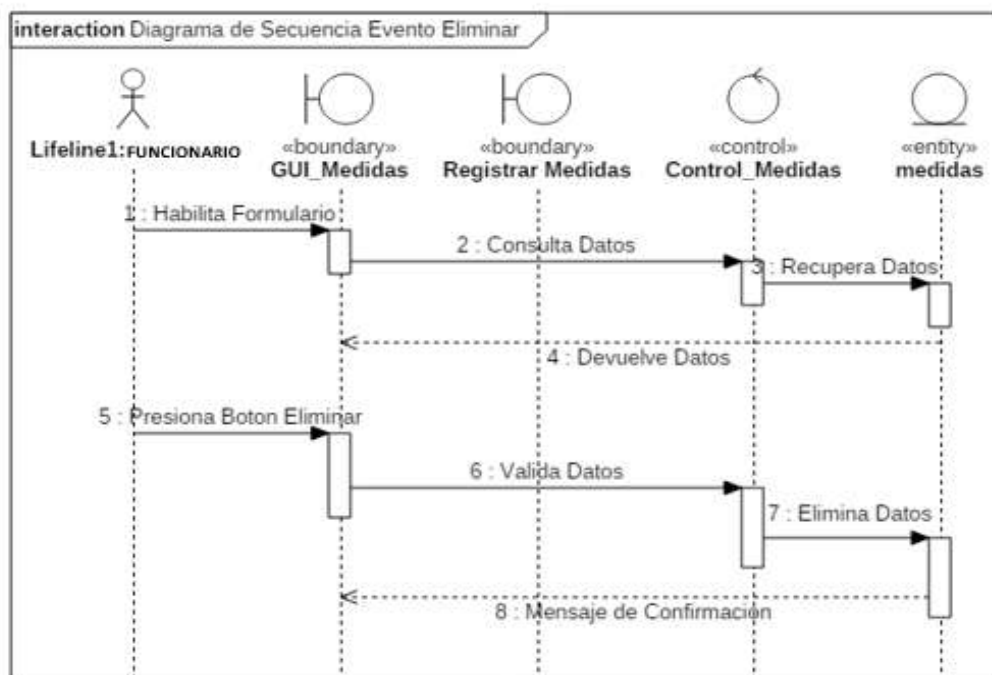 interaction Diagrama de Secuencia Evento Eliminar
Lifeline1:FUNCIONARIO
«boundary»
GUI_Medidas
«boundary»
Registrar Medidas
«control»
Control_Medidas
«entity»
medidas
1 : Habilita Formulario
2 : Consulta Datos
3 : Recupera Datos
4 : Devuelve Datos
5 : Presiona Boton Eliminar
6 : Valida Datos
7 : Elimina Datos
8 : Mensaje de Confirmación